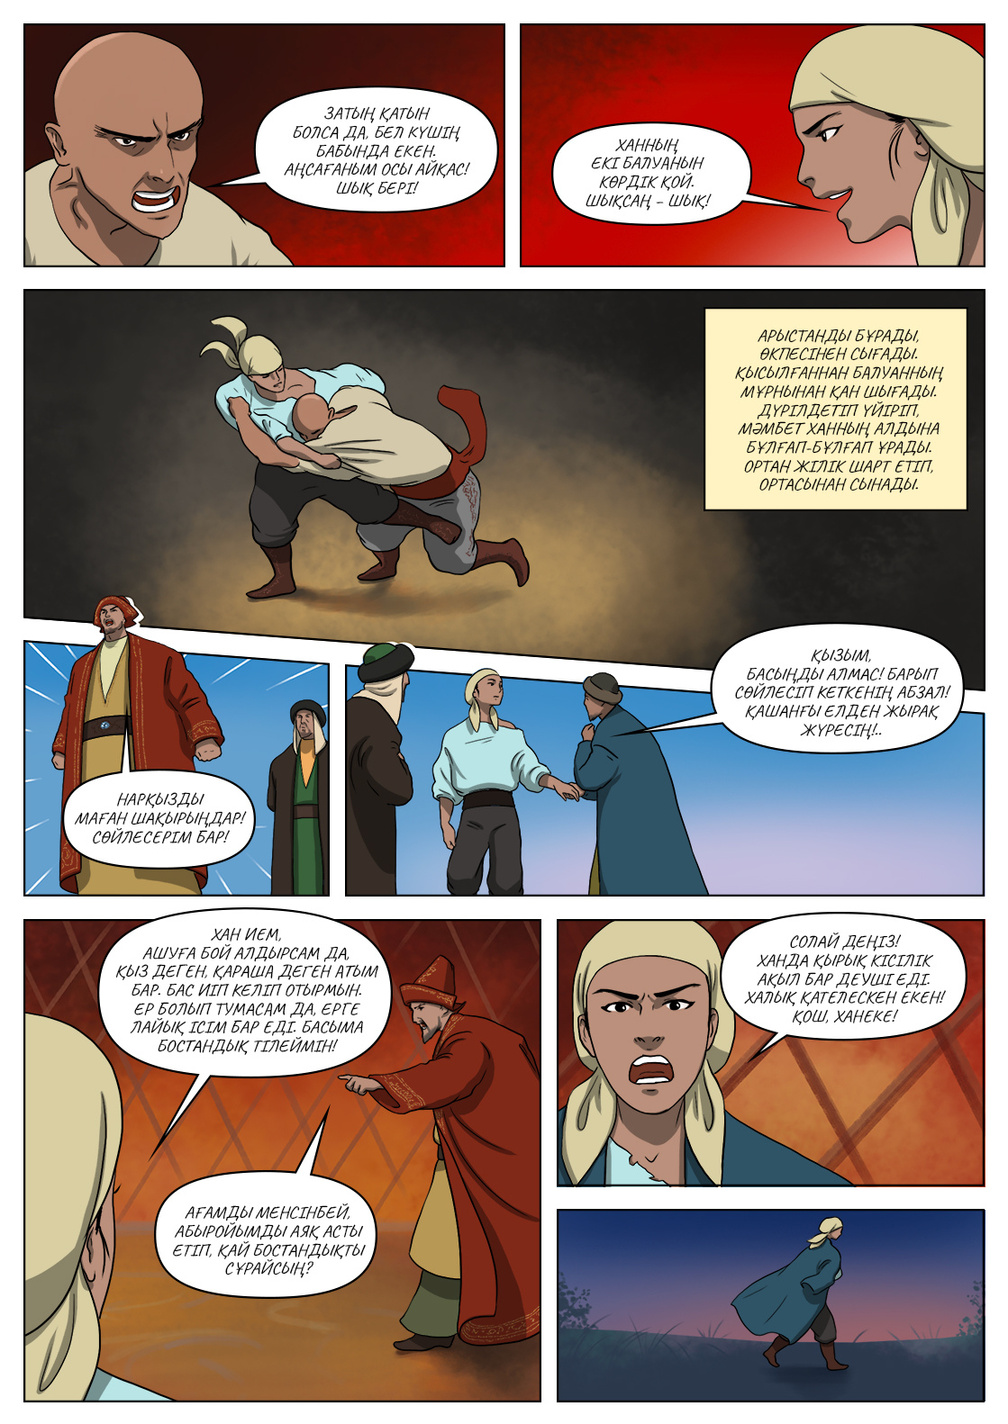 ЗАТЫҢ ҚАТЫН
БОЛСА ДА, БЕЛ КҮШІҢ
БАБЫНДА ЕКЕН.
АҢСАҒАНЫМ ОСЫ АЙҚАС!
ШЫҚ БЕРІ!
ХАННЫҢ
ЕКІ БАЛУАНЫН
КӨРДІК ҚОЙ.
ШЫҚСАҢ – ШЫҚ!
АРЫСТАНДЫ БҰРАДЫ,
ӨКПЕСІНЕН СЫҒАДЫ.
ҚЫСЫЛҒАННАН БАЛУАННЫҢ
МҰРНЫНАН ҚАН ШЫҒАДЫ.
ДҮРІЛДЕТІП ҮЙІРІП,
МӘМБЕТ ХАННЫҢ АЛДЫНА
БҰЛҒАП-БҰЛҒАП ҰРАДЫ.
ОРТАН ЖІЛІК ШАРТ ЕТІП,
ОРТАСЫНАН СЫНАДЫ.
НАРҚЫЗДЫ
МАҒАН ШАҚЫРЫҢДАР!
СӨЙЛЕСЕРІМ БАР!
ҚЫЗЫМ,
БАСЫҢДЫ АЛМАС! БАРЫП
СӨЙЛЕСІП КЕТКЕНІҢ АБЗАЛ!
ҚАШАНҒЫ ЕЛДЕН ЖЫРАҚ
ЖҮРЕСІҢ!..
ХАН ИЕМ,
АШУҒА БОЙ АЛДЫРСАМ ДА,
ҚЫЗ ДЕГЕН, ҚАРАША ДЕГЕН АТЫМ
БАР. БАС ИІП КЕЛІП ОТЫРМЫН.
ЕР БОЛЫП ТУМАСАМ ДА, ЕРГЕ
ЛАЙЫҚ ІСІМ БАР ЕДІ. БАСЫМА
БОСТАНДЫҚ ТІЛЕЙМІН!
АҒАМДЫ МЕНСІНБЕЙ,
АБЫРОЙЫМДЫ АЯҚ АСТЫ
ЕТІП, ҚАЙ БОСТАНДЫҚТЫ
СҰРАЙСЫҢ?
СОЛАЙ ДЕҢІЗ!
ХАНДА ҚЫРЫҚ КІСІЛІК
АҚЫЛ БАР ДЕУШІ ЕДІ.
ХАЛЫҚ ҚАТЕЛЕСКЕН ЕКЕН!
ҚОШ, ХАНЕКЕ!